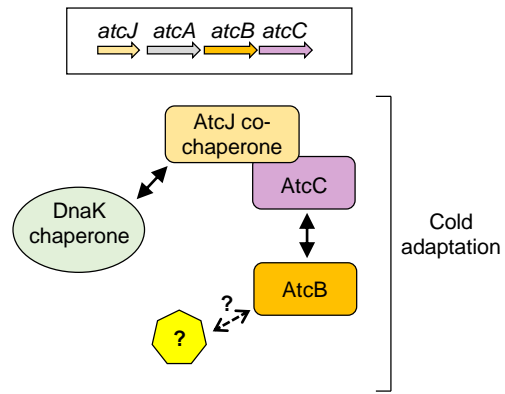 atcJ atcA atcB atcC
AtcJ co-
chaperone
AtcC
DnaK
chaperone
Cold
adaptation
AtcB
?
?